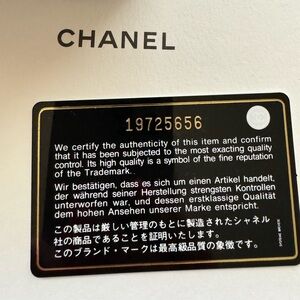 CHANEL
19725656
We certify the authenticity of this item and confirm
that it has been subjected to the most exacting quality
control. Its high quality is a symbol of the fine reputation
of the Trademark.
Wir bestätigen, dass es sich um einen Artikel handelt,
der während seiner Herstellung strengsten Kontrollen
unterworfen war, und dessen erstklassige Qualität
dem hohen Ansehen unserer Marke entspricht.
この製品は厳しい管理のもとに製造されたシャネル
社の商品であることを証明いたします。
このブランド・マークは最高級品質の象徴です。